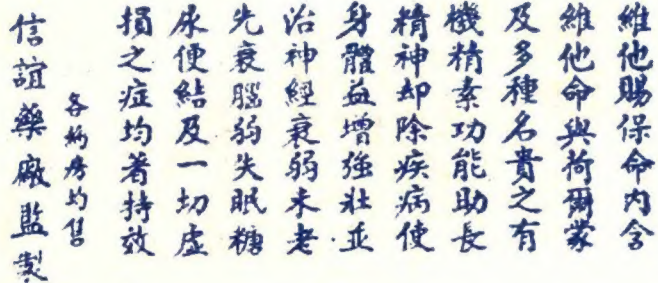 維他賜保命内含
維他命與荷爾蒙
及多種名貴之有
機精素功能助長
精神却除疾病使
身體益增強壯並
治神經衰弱未老
先衰腦弱失眠糖
尿便結及一切虛
損之症均著特效
各葯房均售
信誼藥廠監製